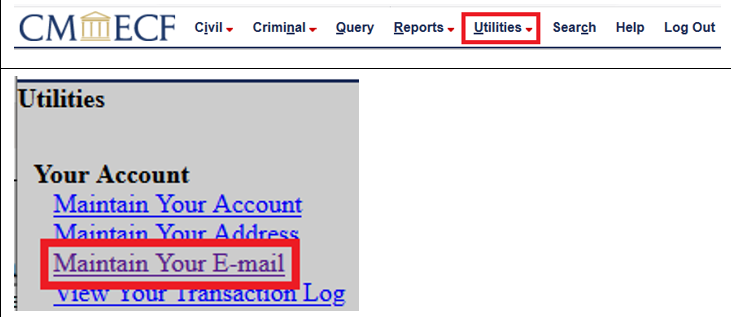 CM ECF Civil Criminal Query Reports Utilities Search Help Log Out
Utilities
Your Account
Maintain Your Account
Maintain Your Address
Maintain Your E-mail
View Your Transaction Log